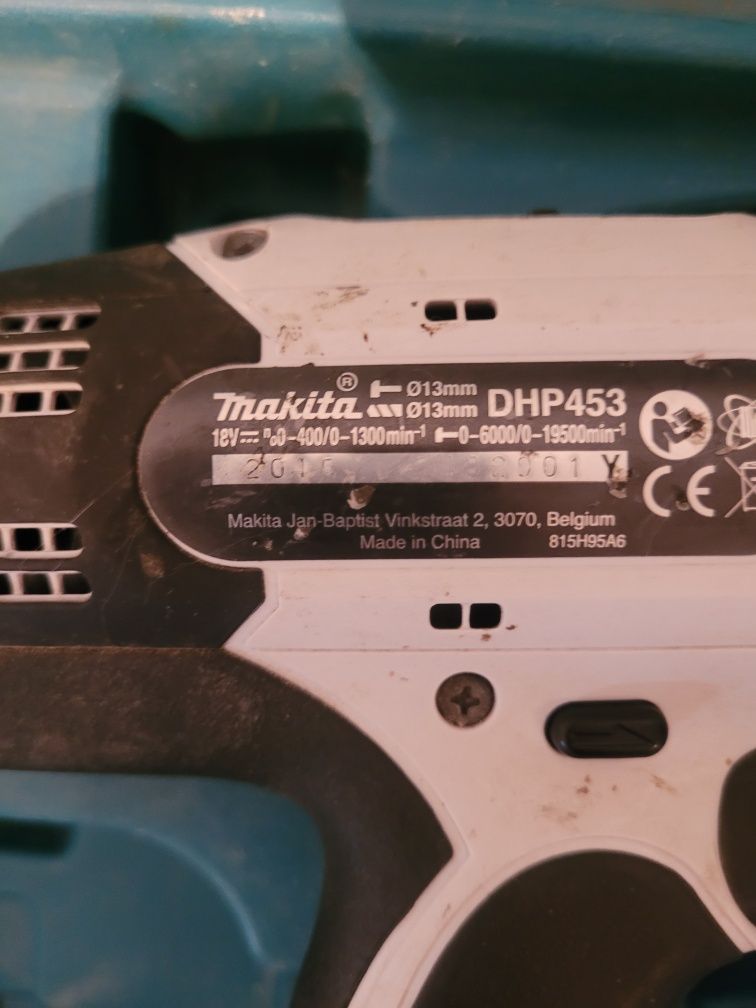 makita® Ø13mm Ø13mm DHP453
18V n₀0-400/0-1300min⁻¹ 0-6000/0-19500min⁻¹
Y
Makita Jan-Baptist Vinkstraat 2, 3070, Belgium
Made in China 815H95A6
CE